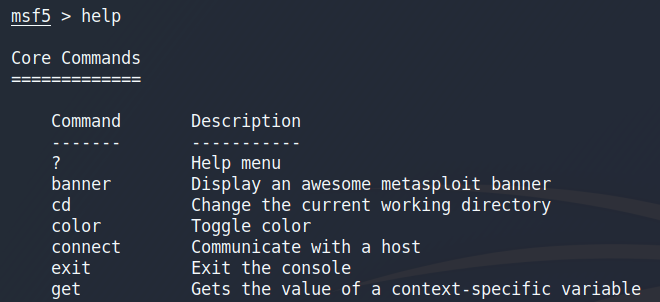 msf5 > help
Core Commands
=============
Command       Description
-------       -----------
?             Help menu
banner        Display an awesome metasploit banner
cd            Change the current working directory
color         Toggle color
connect       Communicate with a host
exit          Exit the console
get           Gets the value of a context-specific variable